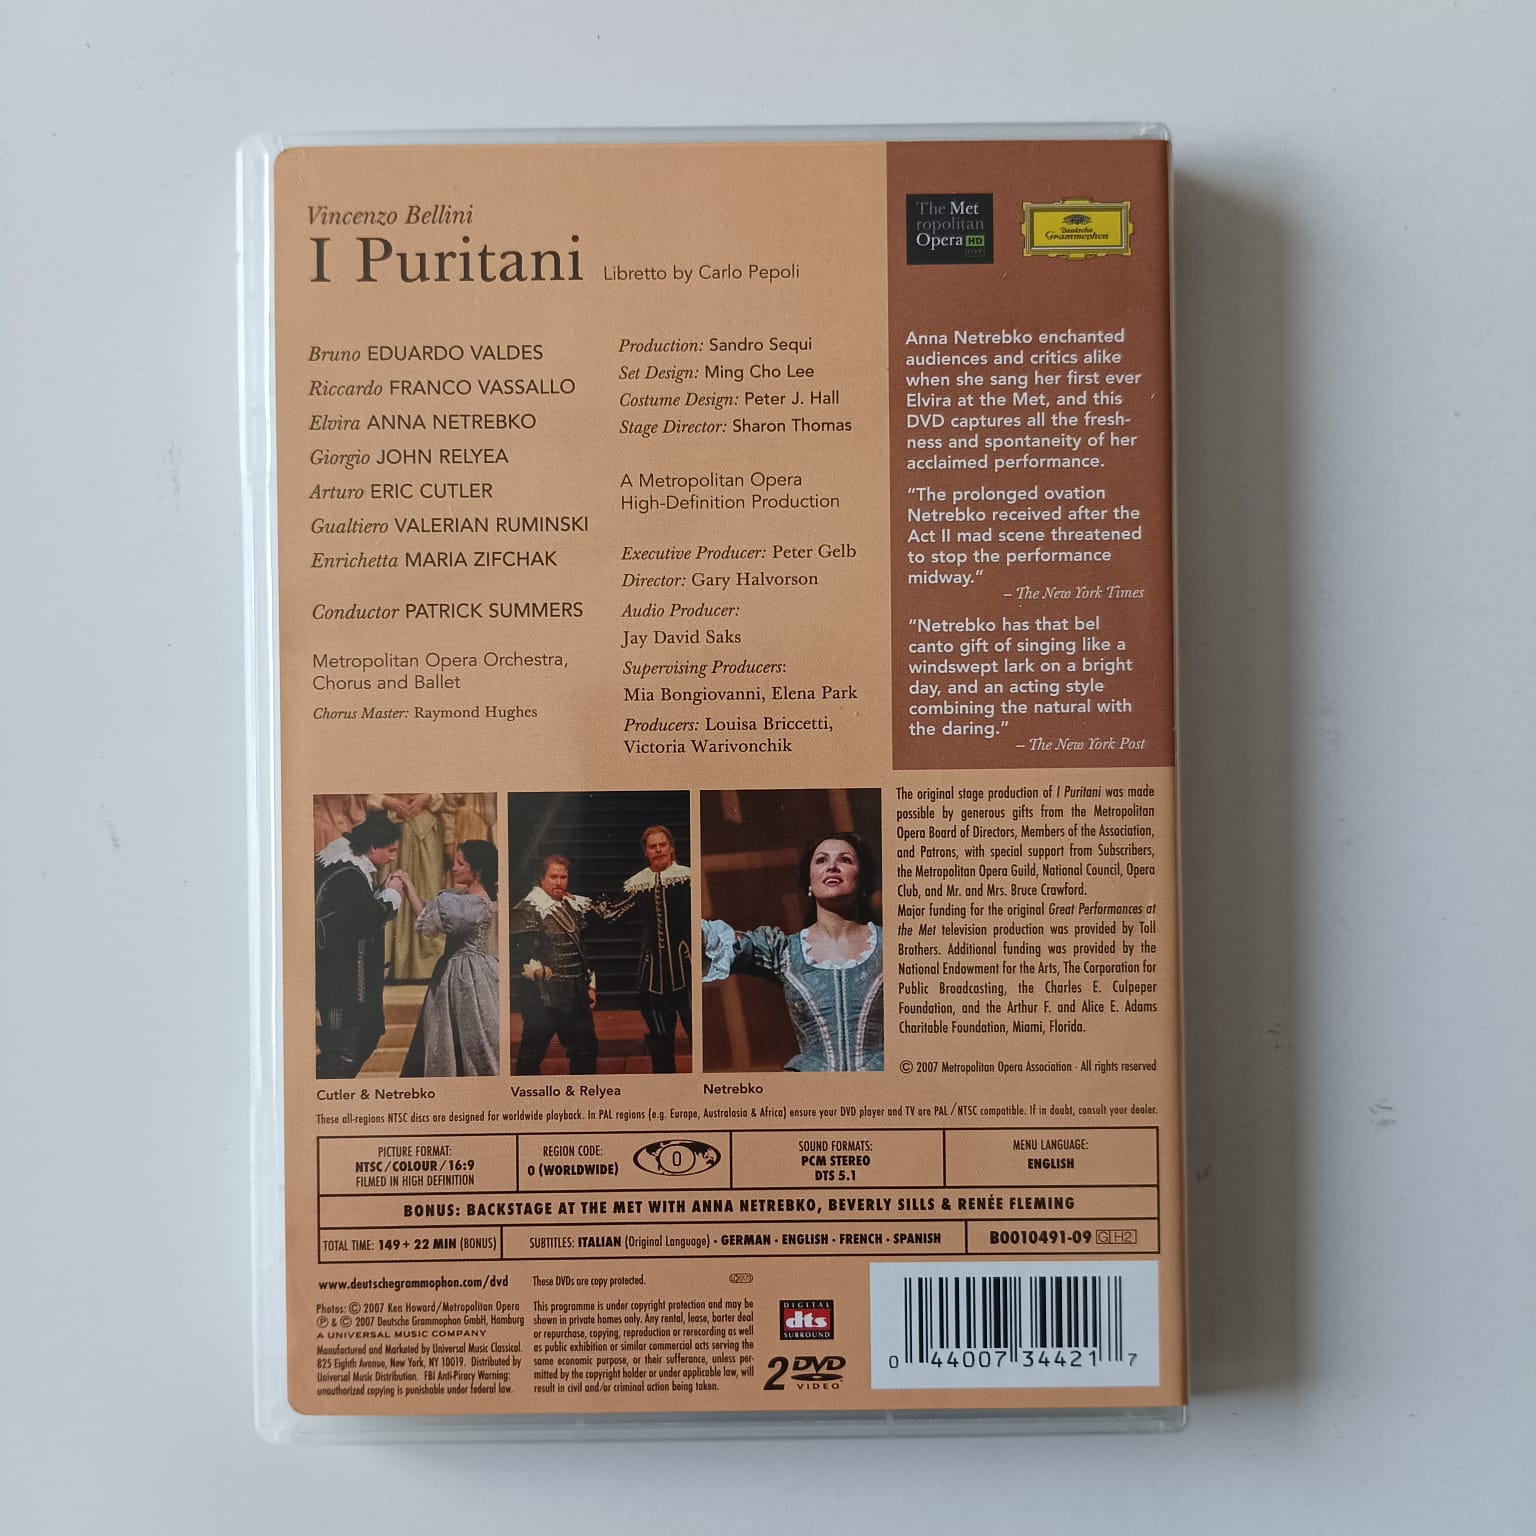 Vincenzo Bellini
I Puritani Libretto by Carlo Pepoli
Bruno EDUARDO VALDES
Riccardo FRANCO VASSALLO
Elvira ANNA NETREBKO
Giorgio JOHN RELYEA
Arturo ERIC CUTLER
Gualtiero VALERIAN RUMINSKI
Enrichetta MARIA ZIFCHAK
Conductor PATRICK SUMMERS
Metropolitan Opera Orchestra,
Chorus and Ballet
Chorus Master: Raymond Hughes
Production: Sandro Sequi
Set Design: Ming Cho Lee
Costume Design: Peter J. Hall
Stage Director: Sharon Thomas
A Metropolitan Opera
High-Definition Production
Executive Producer: Peter Gelb
Director: Gary Halvorson
Audio Producer:
Jay David Saks
Supervising Producers:
Mia Bongiovanni, Elena Park
Producers: Louisa Briccetti,
Victoria Warivonchik
The Met
ropolitan
Opera HD
LIVE
Deutsche
Grammophon
Anna Netrebko enchanted
audiences and critics alike
when she sang her first ever
Elvira at the Met, and this
DVD captures all the fresh-
ness and spontaneity of her
acclaimed performance.
“The prolonged ovation
Netrebko received after the
Act II mad scene threatened
to stop the performance
midway.”
– The New York Times
“Netrebko has that bel
canto gift of singing like a
windswept lark on a bright
day, and an acting style
combining the natural with
the daring.”
– The New York Post
The original stage production of I Puritani was made
possible by generous gifts from the Metropolitan
Opera Board of Directors, Members of the Association,
and Patrons, with special support from Subscribers,
the Metropolitan Opera Guild, National Council, Opera
Club, and Mr. and Mrs. Bruce Crawford.
Major funding for the original Great Performances at
the Met television production was provided by Toll
Brothers. Additional funding was provided by the
National Endowment for the Arts, The Corporation for
Public Broadcasting, the Charles E. Culpeper
Foundation, and the Arthur F. and Alice E. Adams
Charitable Foundation, Miami, Florida.
© 2007 Metropolitan Opera Association · All rights reserved
Cutler & Netrebko
Vassallo & Relyea
Netrebko
These all-regions NTSC discs are designed for worldwide playback. In PAL regions (e.g. Europe, Australasia & Africa) ensure your DVD player and TV are PAL/NTSC compatible. If in doubt, consult your dealer.
PICTURE FORMAT:
NTSC/COLOUR/16:9
FILMED IN HIGH DEFINITION
REGION CODE:
0 (WORLDWIDE)
0
SOUND FORMATS:
PCM STEREO
DTS 5.1
MENU LANGUAGE:
ENGLISH
BONUS: BACKSTAGE AT THE MET WITH ANNA NETREBKO, BEVERLY SILLS & RENÉE FLEMING
TOTAL TIME: 149 + 22 MIN (BONUS)
SUBTITLES: ITALIAN (Original Language) · GERMAN · ENGLISH · FRENCH · SPANISH
B0010491-09 GH2
www.deutschegrammophon.com/dvd
Photos: © 2007 Ken Howard/Metropolitan Opera
℗ & © 2007 Deutsche Grammophon GmbH, Hamburg
A UNIVERSAL MUSIC COMPANY
Manufactured and Marketed by Universal Music Classical.
825 Eighth Avenue, New York, NY 10019. Distributed by
Universal Music Distribution. FBI Anti-Piracy Warning:
unauthorized copying is punishable under federal law.
These DVDs are copy protected.
This programme is under copyright protection and may be
shown in private homes only. Any rental, lease, barter deal
or repurchase, copying, reproduction or rerecording as well
as public exhibition or similar commercial acts serving the
same economic purpose, or their sufferance, unless per-
mitted by the copyright holder or under applicable law, will
result in civil and/or criminal action being taken.
DIGITAL
dts
SURROUND
2 DVD
VIDEO
0 44007 34421 7